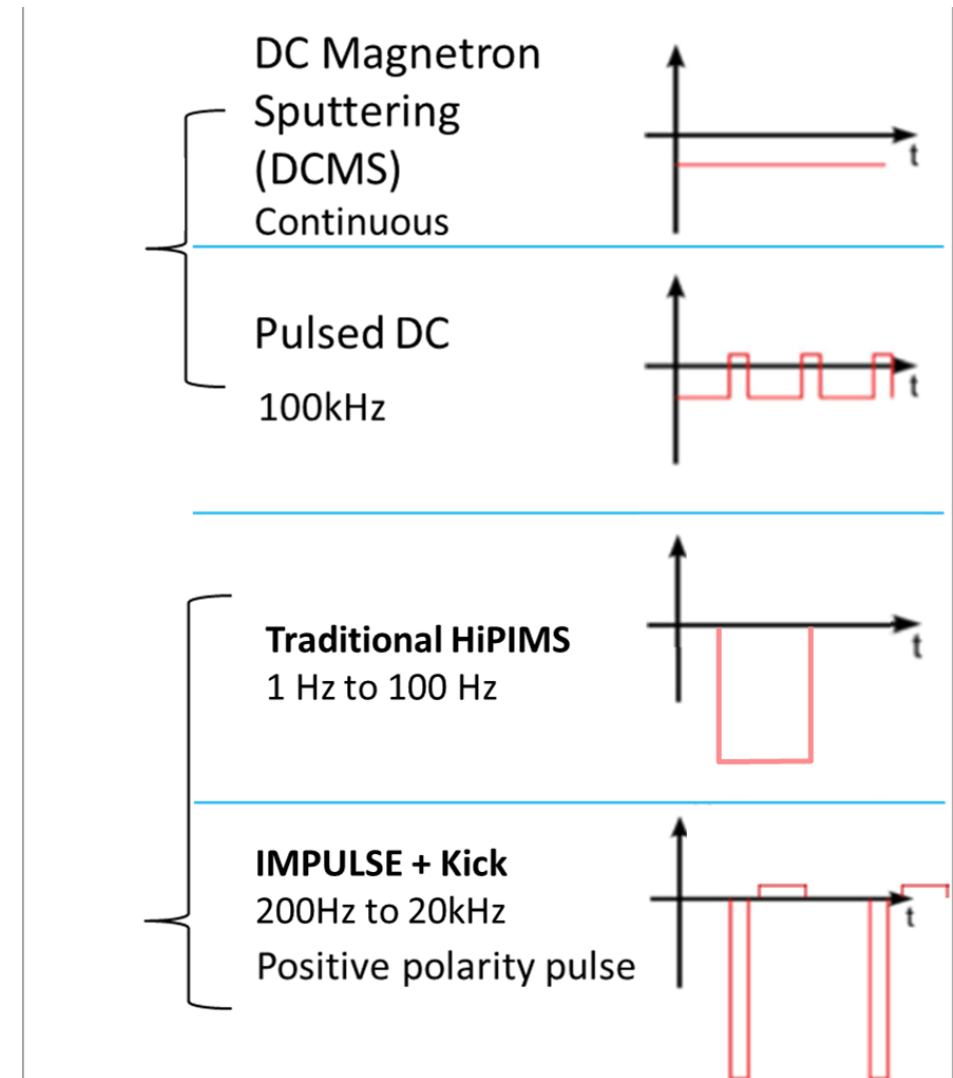 DC Magnetron
Sputtering
(DCMS)
Continuous
t
Pulsed DC
100kHz
t
Traditional HiPIMS
1 Hz to 100 Hz
t
IMPULSE + Kick
200Hz to 20kHz
Positive polarity pulse
t